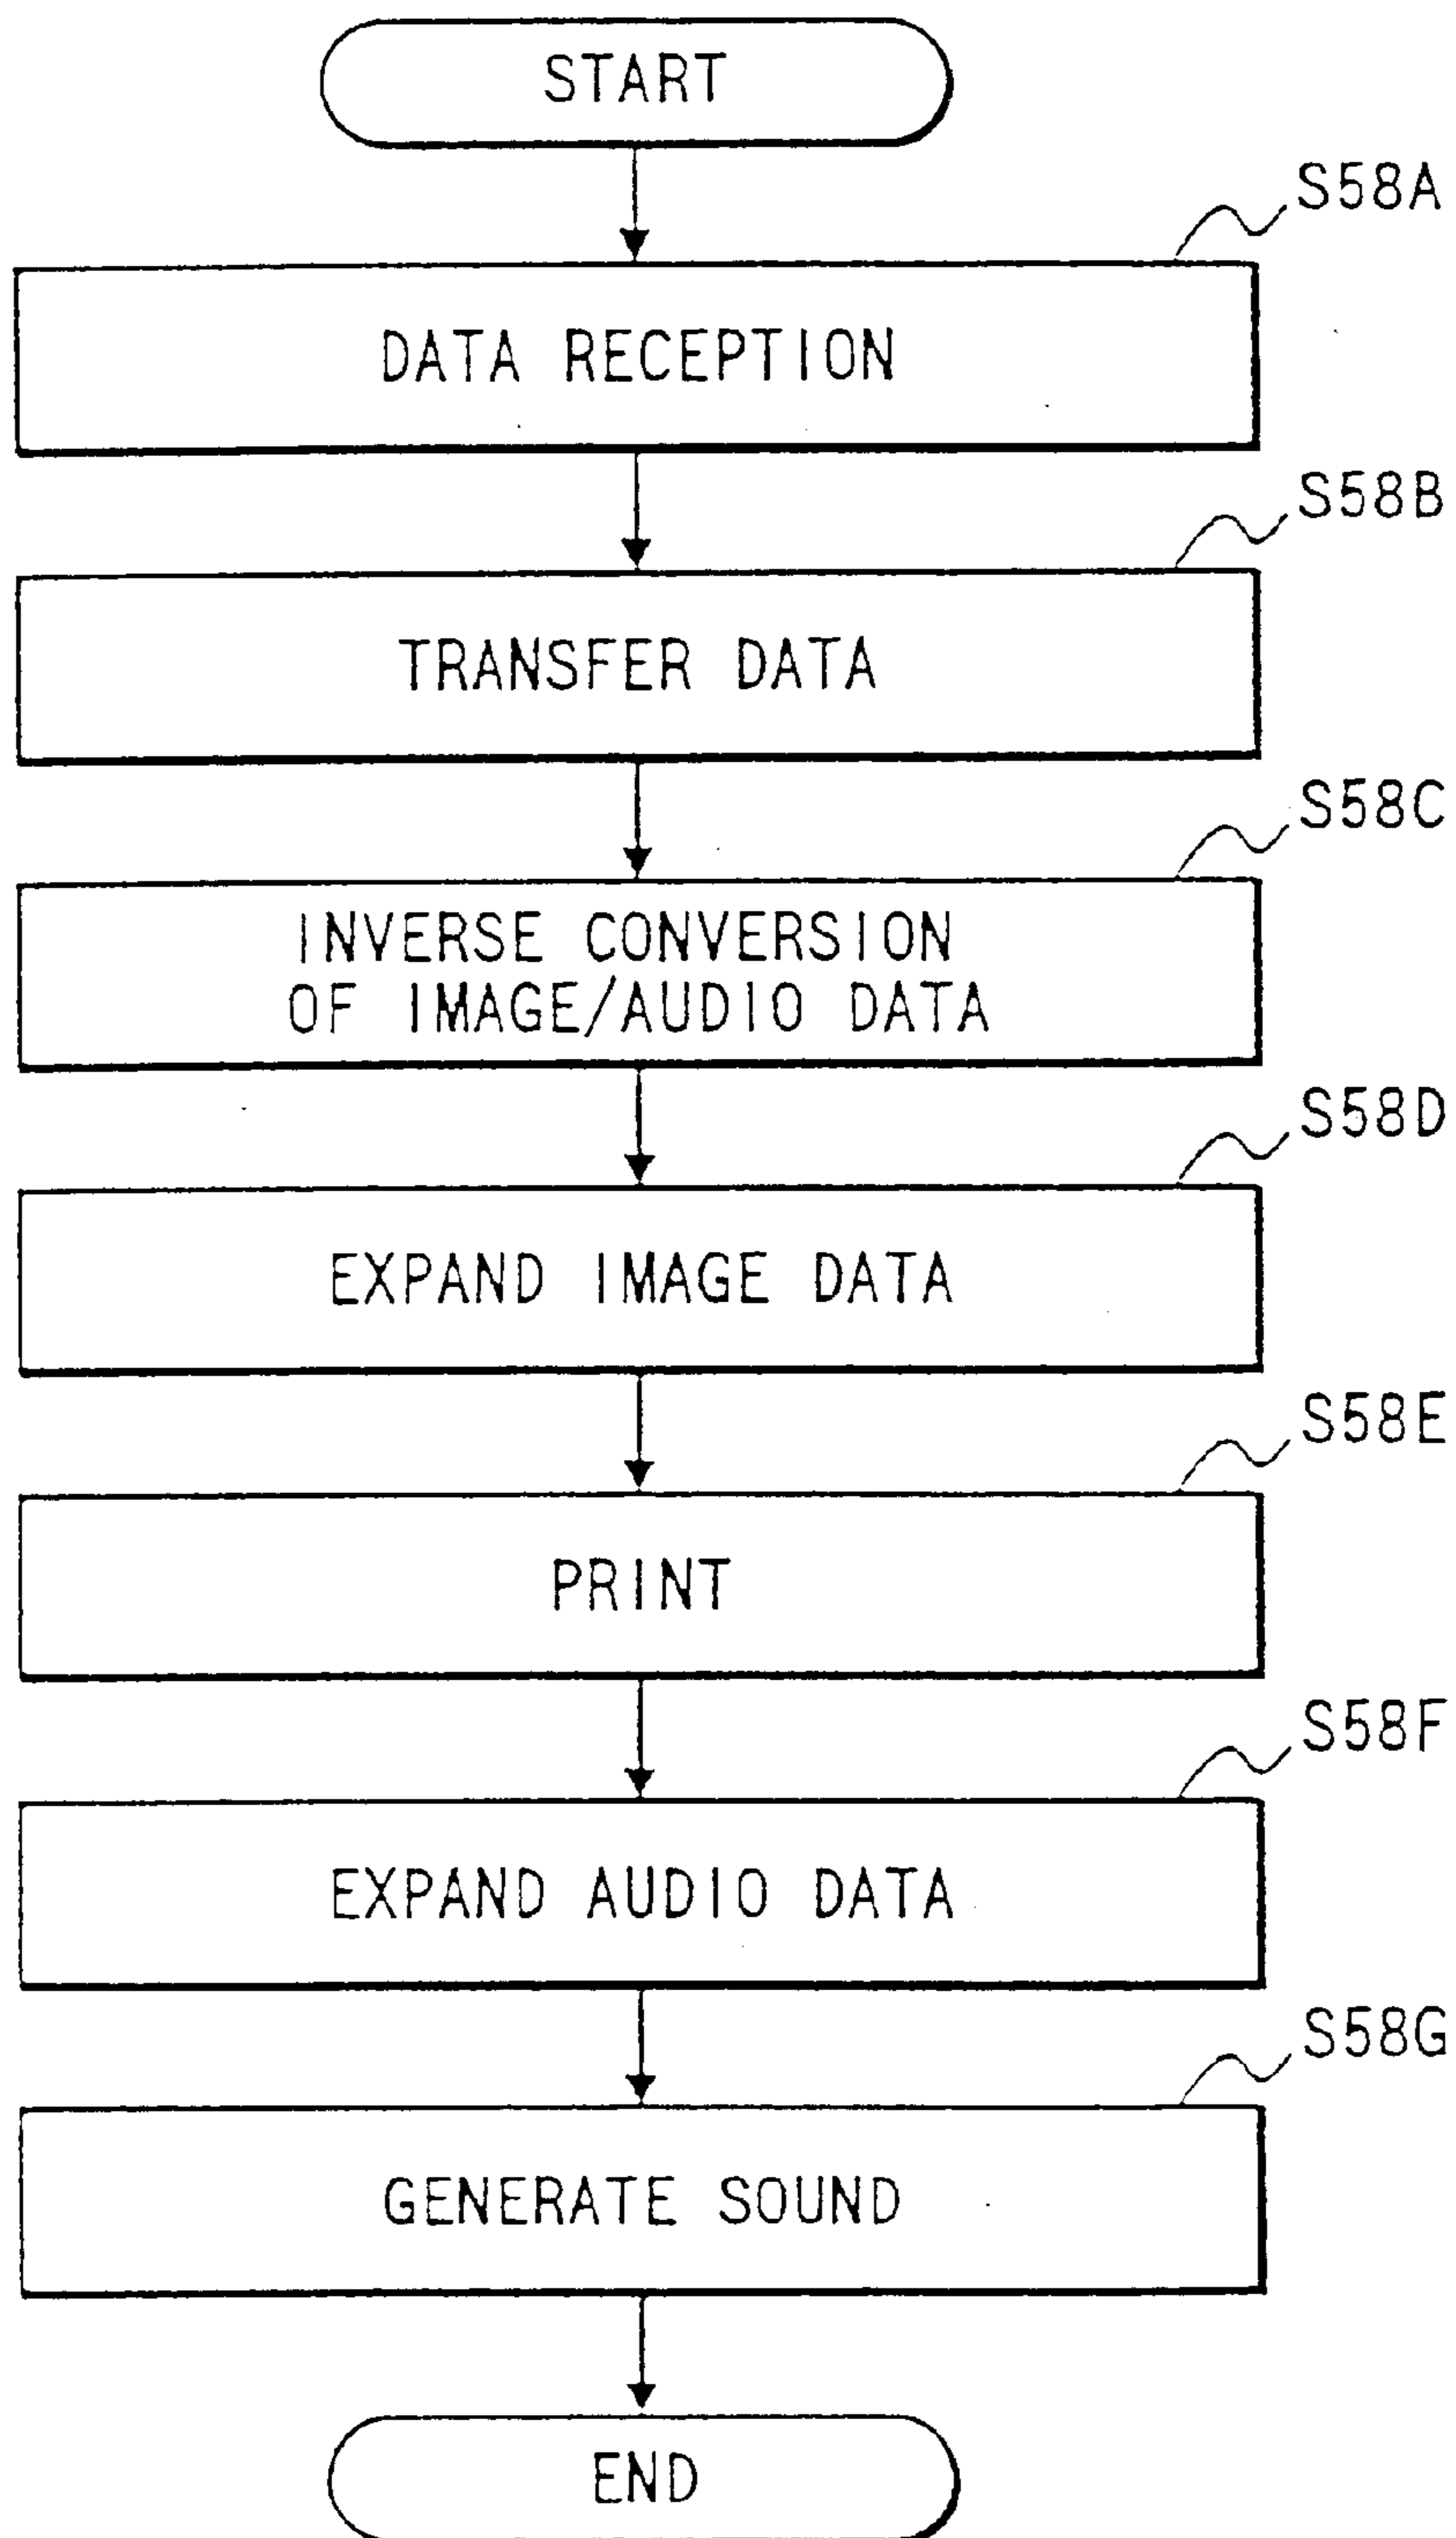 START
S58A
DATA RECEPTION
S58B
TRANSFER DATA
S58C
INVERSE CONVERSION
OF IMAGE/AUDIO DATA
S58D
EXPAND IMAGE DATA
S58E
PRINT
S58F
EXPAND AUDIO DATA
S58G
GENERATE SOUND
END